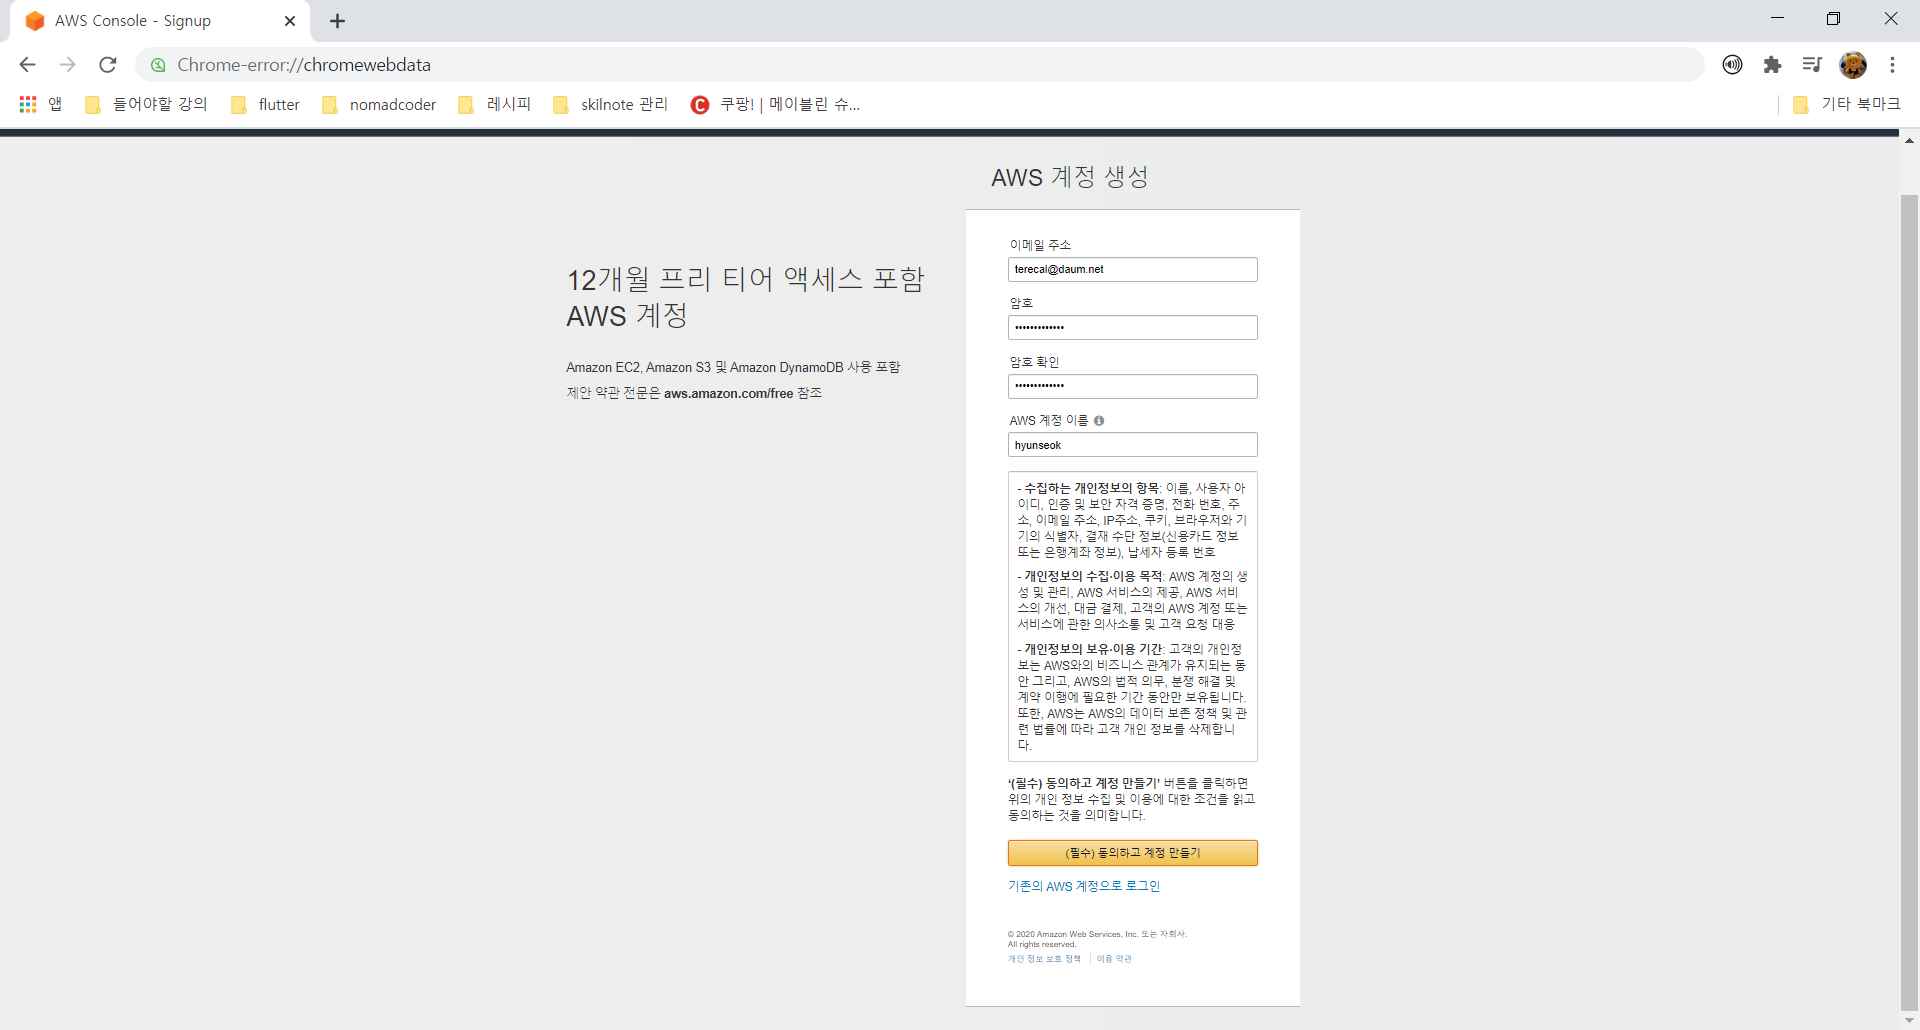 AWS Console - Signup
Chrome-error://chromewebdata
앱
들어야할 강의
flutter
nomadcoder
레시피
skilnote 관리
쿠팡! | 메이블린 슈...
기타 북마크
AWS 계정 생성
12개월 프리 티어 액세스 포함
AWS 계정
Amazon EC2, Amazon S3 및 Amazon DynamoDB 사용 포함
제안 약관 전문은 aws.amazon.com/free 참조
이메일 주소
terecal@daum.net
암호
•••••••••••••
암호 확인
•••••••••••••
AWS 계정 이름
hyunseok
- 수집하는 개인정보의 항목: 이름, 사용자 아
이디, 인증 및 보안 자격 증명, 전화 번호, 주
소, 이메일 주소, IP주소, 쿠키, 브라우저와 기
기의 식별자, 결재 수단 정보(신용카드 정보
또는 은행계좌 정보), 납세자 등록 번호
- 개인정보의 수집·이용 목적: AWS 계정의 생
성 및 관리, AWS 서비스의 제공, AWS 서비
스의 개선, 대금 결제, 고객의 AWS 계정 또는
서비스에 관한 의사소통 및 고객 요청 대응
- 개인정보의 보유·이용 기간: 고객의 개인정
보는 AWS와의 비즈니스 관계가 유지되는 동
안 그리고, AWS의 법적 의무, 분쟁 해결 및
계약 이행에 필요한 기간 동안만 보유됩니다.
또한, AWS는 AWS의 데이터 보존 정책 및 관
련 법률에 따라 고객 개인 정보를 삭제합니
다.
‘(필수) 동의하고 계정 만들기’ 버튼을 클릭하면
위의 개인 정보 수집 및 이용에 대한 조건을 읽고
동의하는 것을 의미합니다.
(필수) 동의하고 계정 만들기
기존의 AWS 계정으로 로그인
© 2020 Amazon Web Services, Inc. 또는 자회사.
All rights reserved.
개인 정보 보호 정책 | 이용 약관